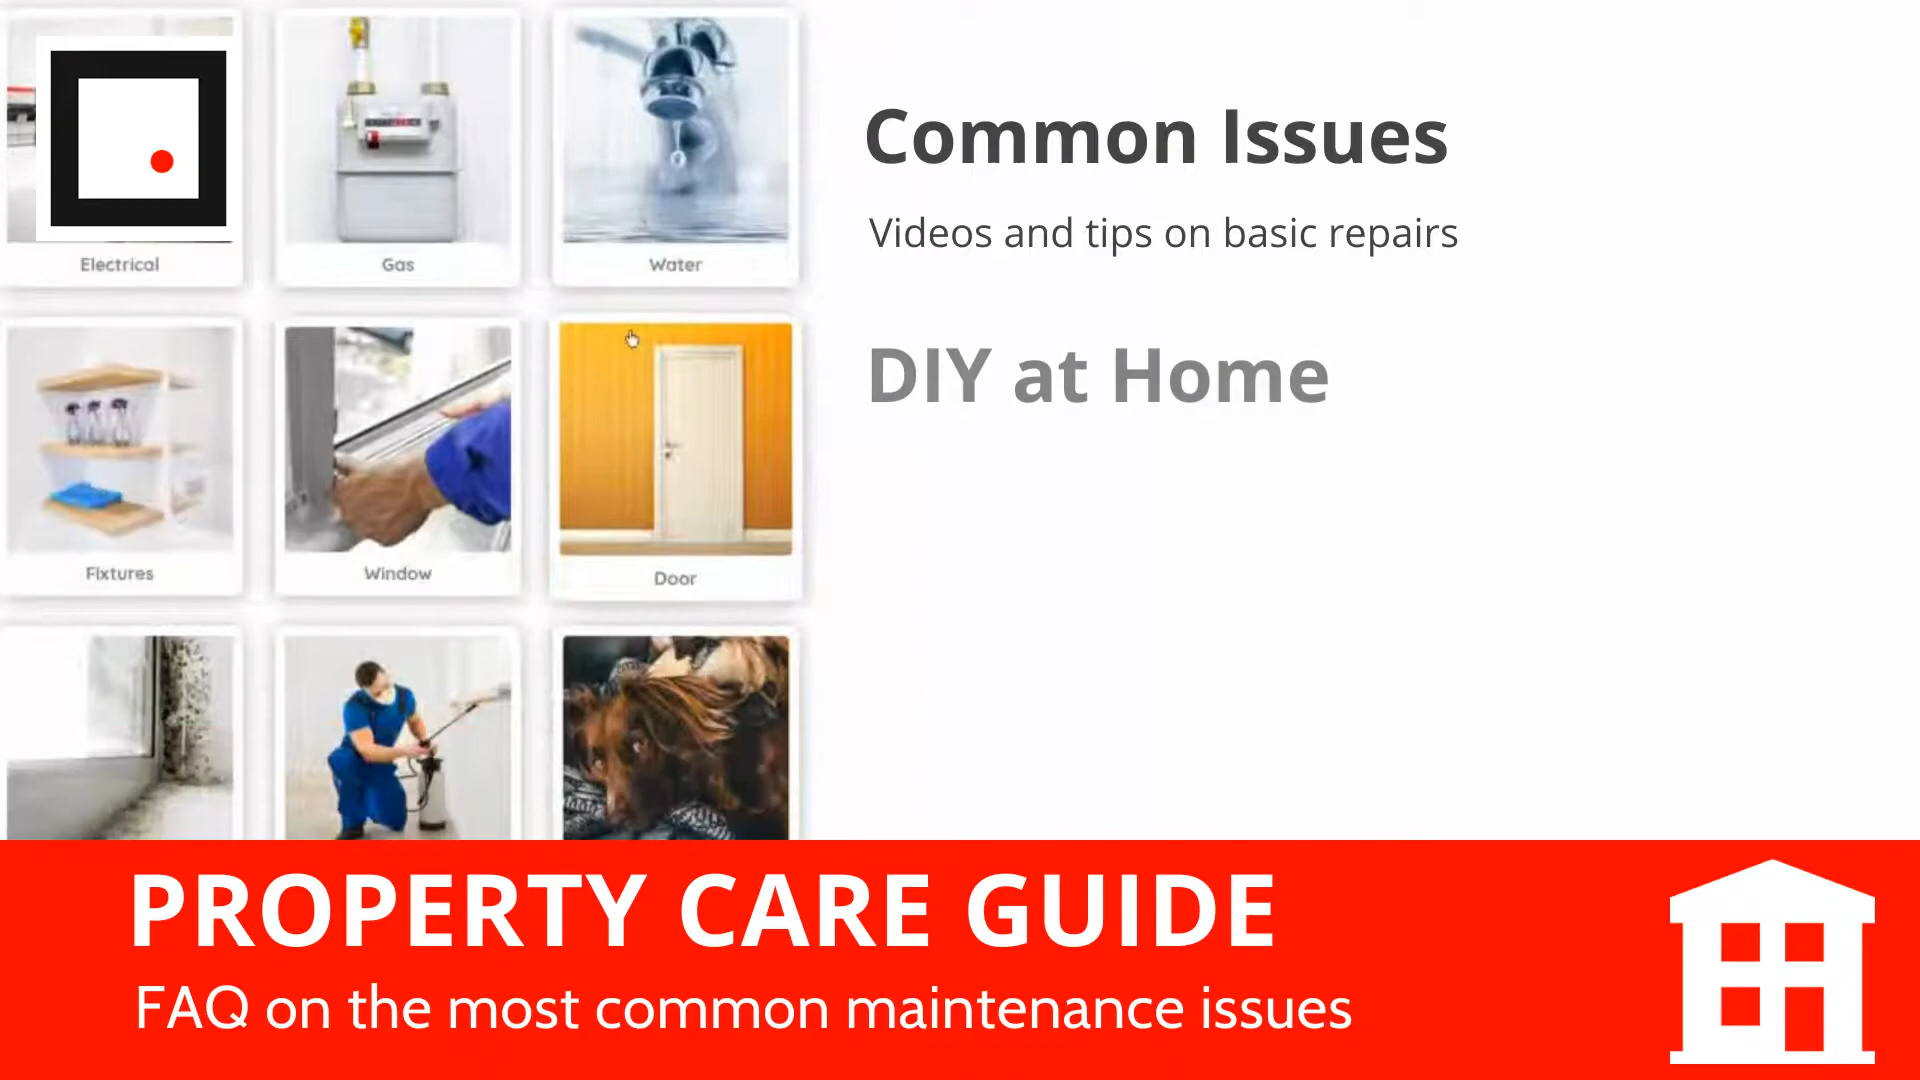 Electrical
Gas
Water
Fixtures
Window
Door
Common Issues
Videos and tips on basic repairs
DIY at Home
PROPERTY CARE GUIDE
FAQ on the most common maintenance issues